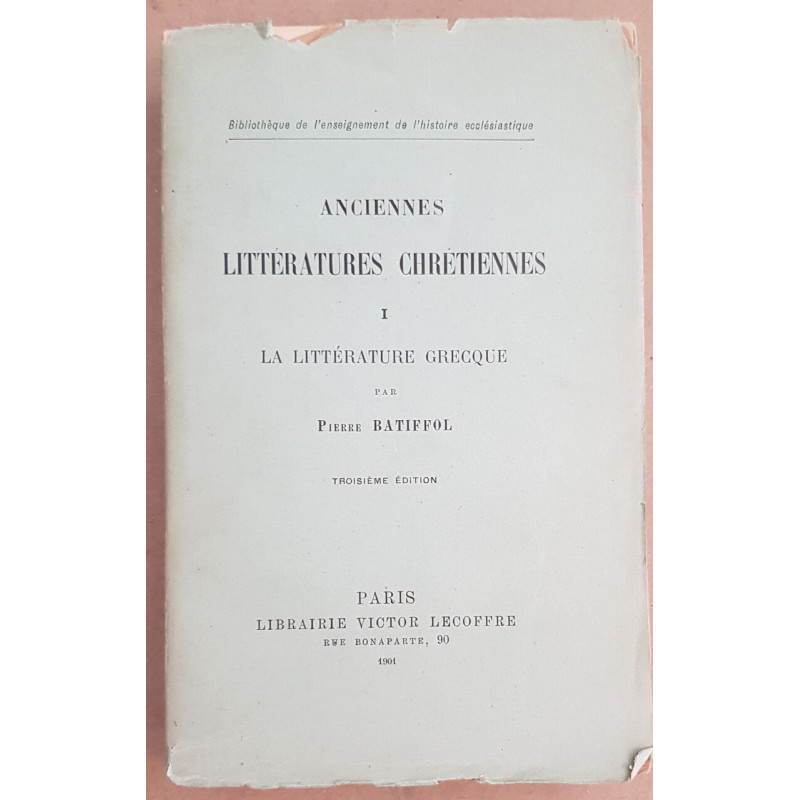 Bibliothèque de l'enseignement de l'histoire ecclésiastique
ANCIENNES
LITTÉRATURES CHRÉTIENNES
I
LA LITTÉRATURE GRECQUE
PAR
PIERRE BATIFFOL
TROISIÈME ÉDITION
PARIS
LIBRAIRIE VICTOR LECOFFRE
RUE BONAPARTE, 90
1901